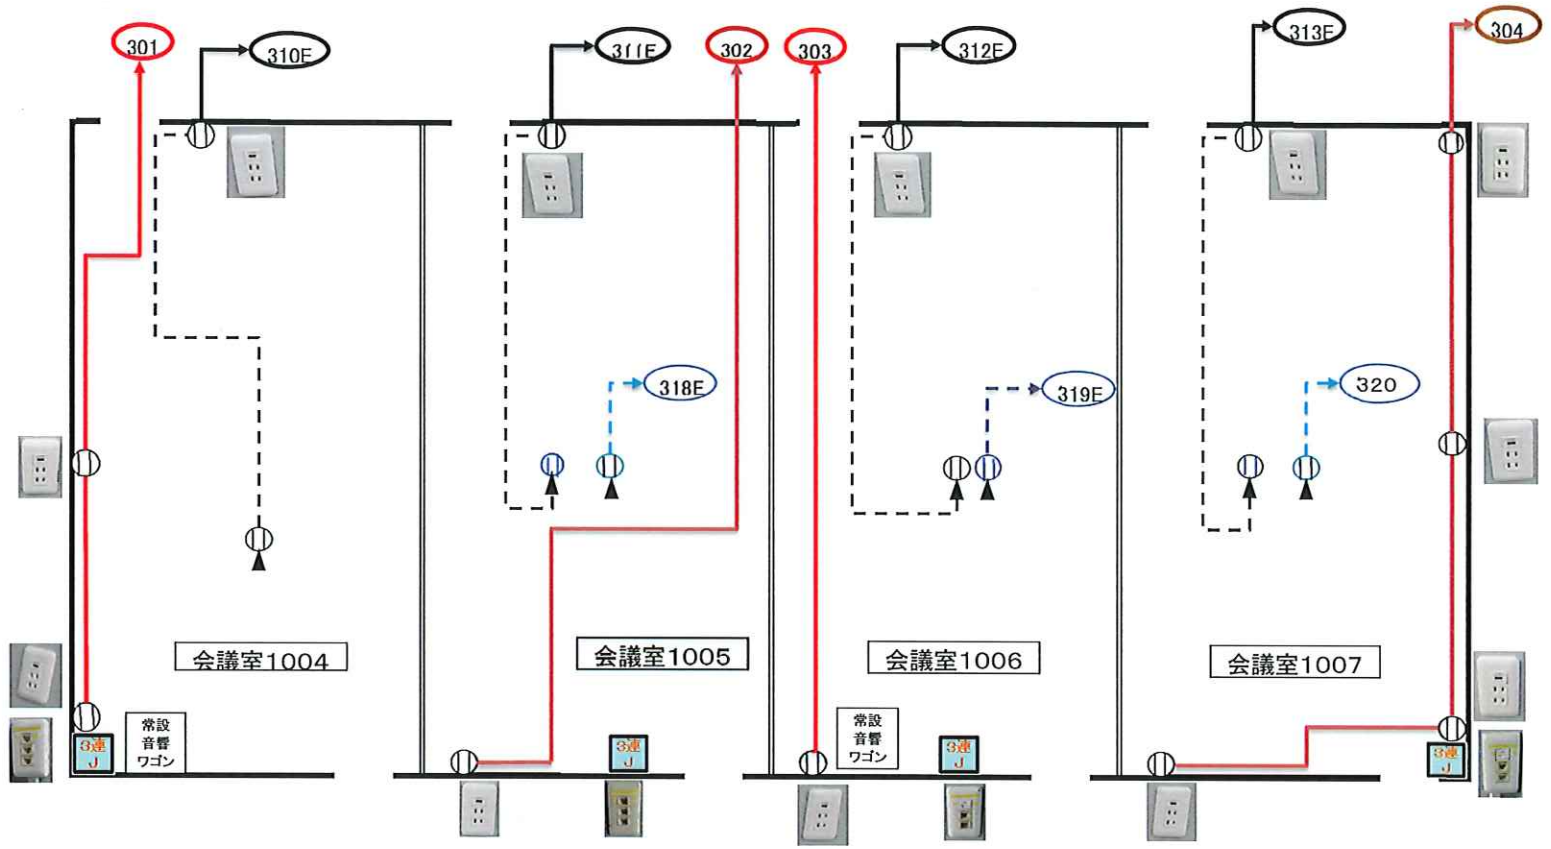 301
310E
311E
302
303
312E
313E
304
318E
319E
320
会議室1004
会議室1005
会議室1006
会議室1007
常設
音響
ワゴン
3連
J
3連
J
常設
音響
ワゴン
3連
J
3連
J